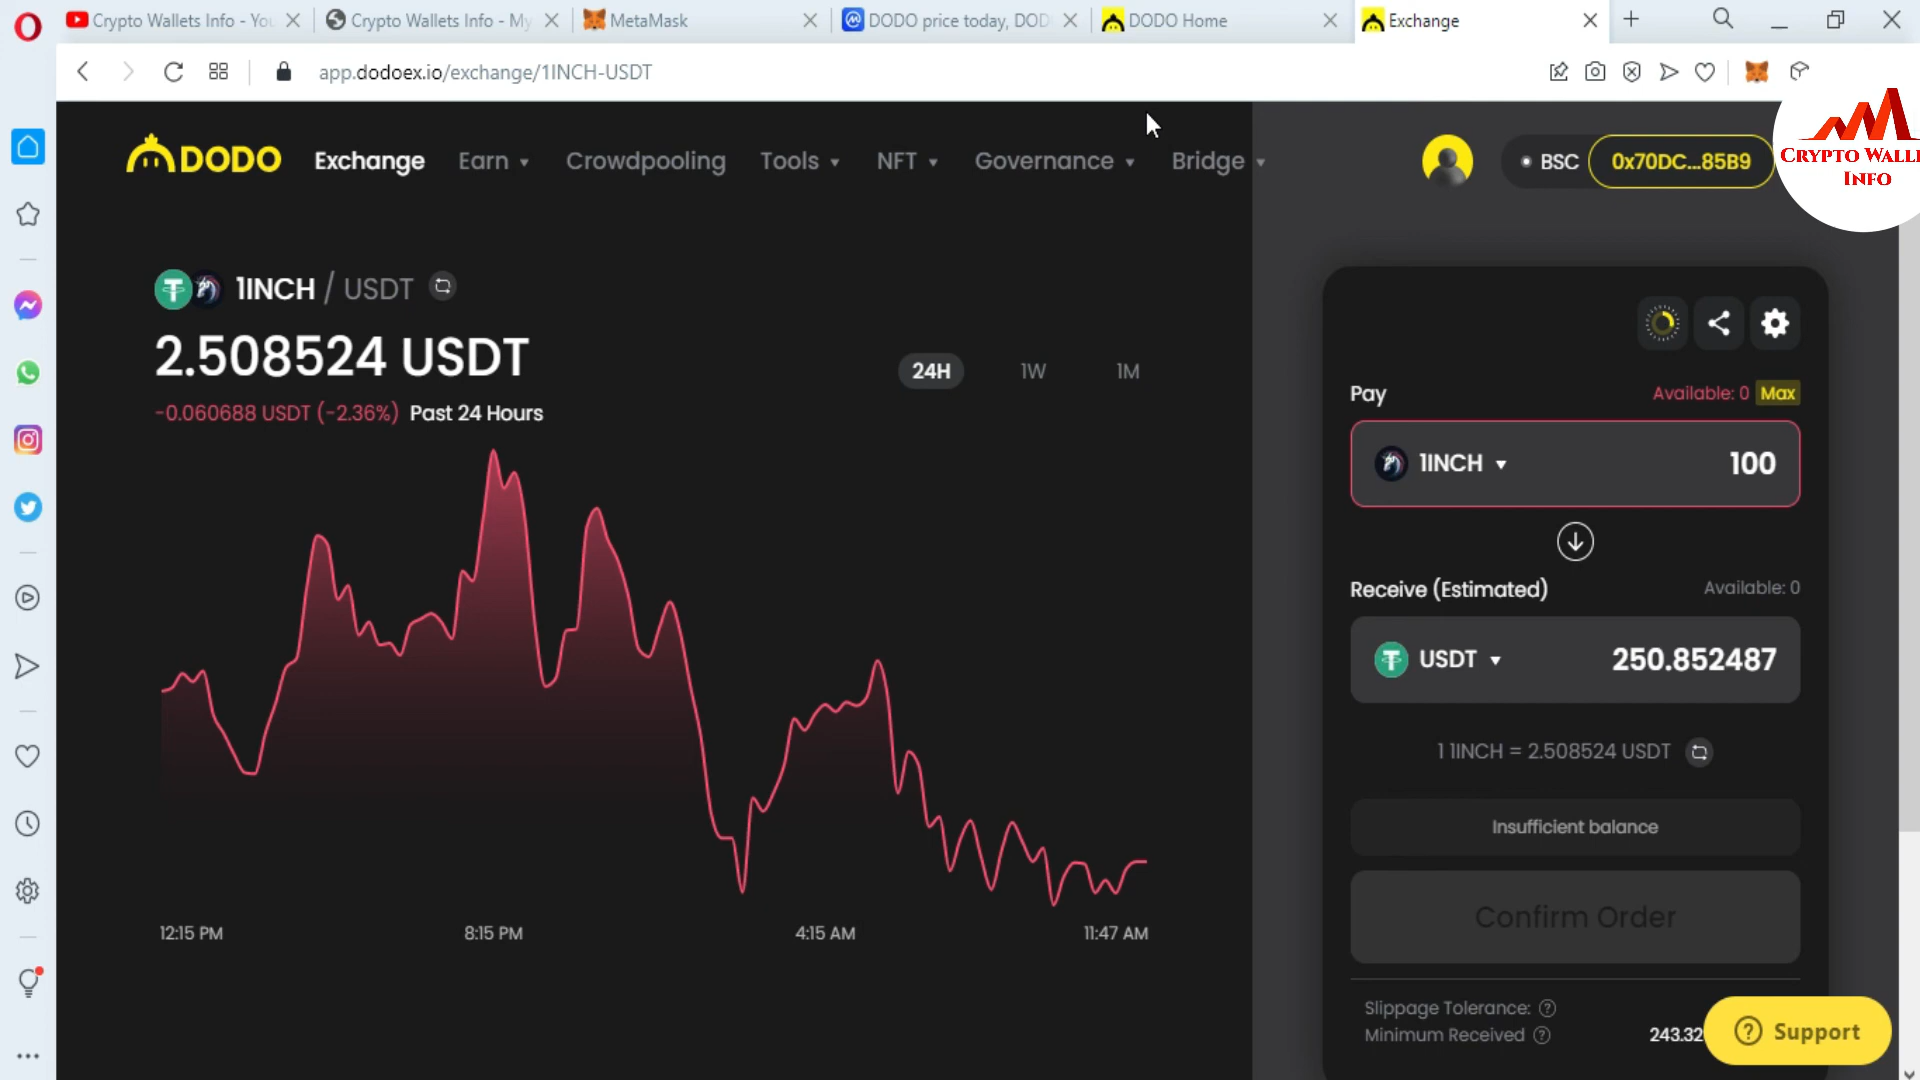 Crypto Wallets Info - You
Crypto Wallets Info - My
MetaMask
DODO price today, DOD
DODO Home
Exchange
app.dodoex.io/exchange/1INCH-USDT
DODO
Exchange
Earn
Crowdpooling
Tools
NFT
Governance
Bridge
BSC
0x70DC...85B9
CRYPTO WALLE
INFO
1INCH / USDT
2.508524 USDT
-0.060688 USDT (-2.36%) Past 24 Hours
24H
1W
1M
12:15 PM
8:15 PM
4:15 AM
11:47 AM
Pay
Available: 0 Max
1INCH
100
Receive (Estimated)
Available: 0
USDT
250.852487
1 1INCH = 2.508524 USDT
Insufficient balance
Confirm Order
Slippage Tolerance:
Minimum Received
243.32
Support